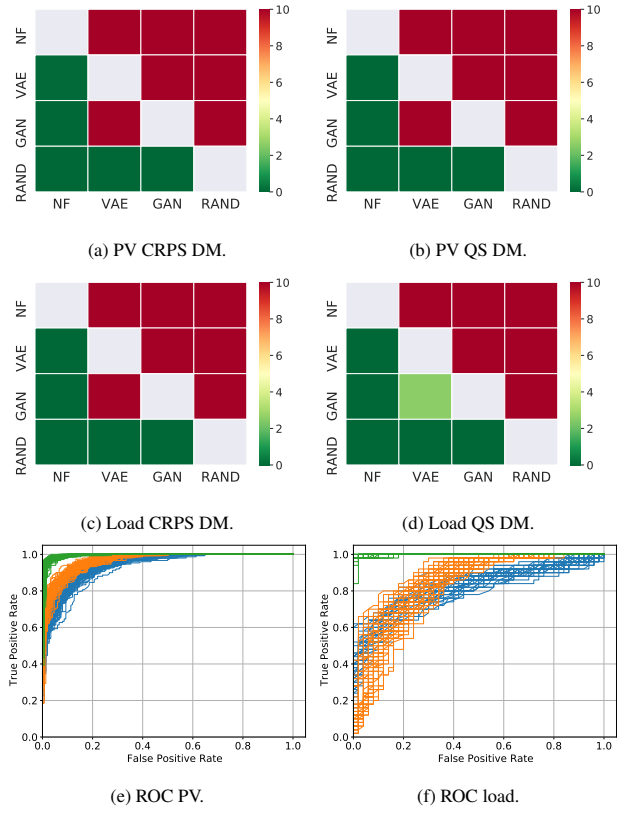 NF
VAE
GAN
RAND
NF VAE GAN RAND
10
8
6
4
2
0
(a) PV CRPS DM.
NF
VAE
GAN
RAND
NF VAE GAN RAND
10
8
6
4
2
0
(b) PV QS DM.
NF
VAE
GAN
RAND
NF VAE GAN RAND
10
8
6
4
2
0
(c) Load CRPS DM.
NF
VAE
GAN
RAND
NF VAE GAN RAND
10
8
6
4
2
0
(d) Load QS DM.
True Positive Rate
1.0
0.8
0.6
0.4
0.2
0.0
0.0 0.2 0.4 0.6 0.8 1.0
False Positive Rate
(e) ROC PV.
True Positive Rate
1.0
0.8
0.6
0.4
0.2
0.0
0.0 0.2 0.4 0.6 0.8 1.0
False Positive Rate
(f) ROC load.